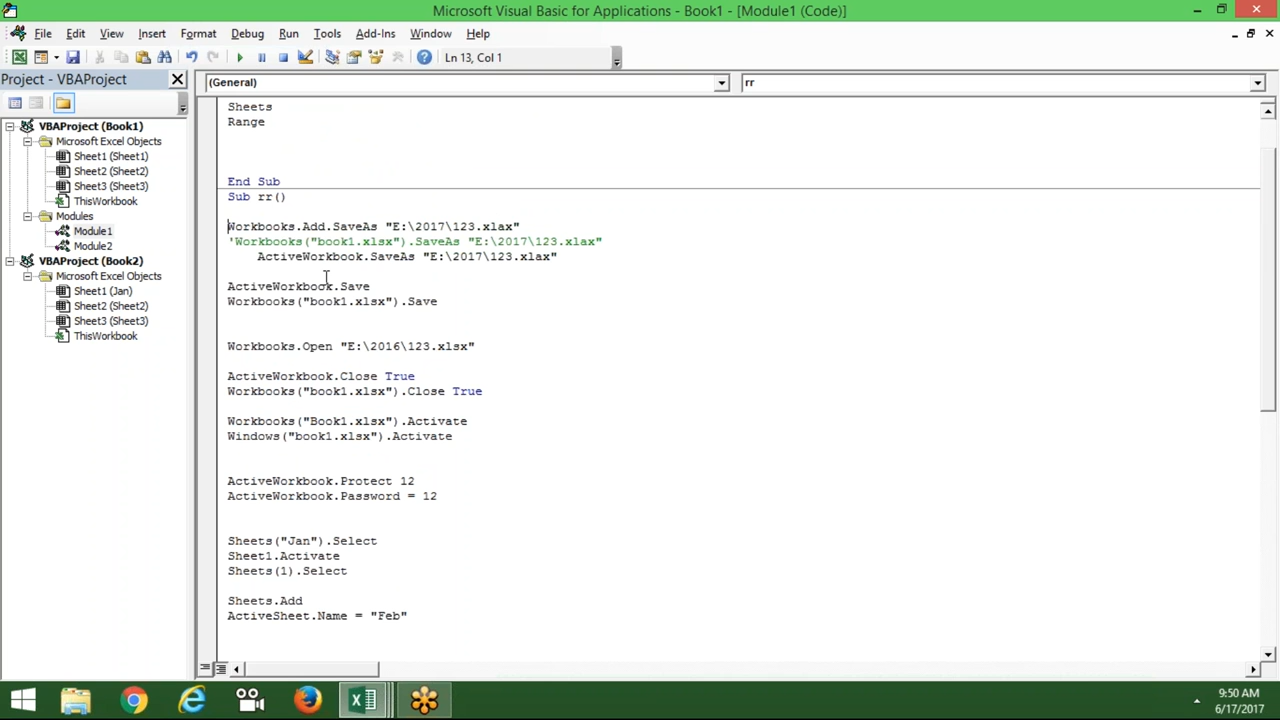 Microsoft Visual Basic for Applications - Book1 - [Module1 (Code)]
File Edit View Insert Format Debug Run Tools Add-Ins Window Help
Ln 13, Col 1
Project - VBAProject
(General)
rr
VBAProject (Book1)
Microsoft Excel Objects
Sheet1 (Sheet1)
Sheet2 (Sheet2)
Sheet3 (Sheet3)
ThisWorkbook
Modules
Module1
Module2
VBAProject (Book2)
Microsoft Excel Objects
Sheet1 (Jan)
Sheet2 (Sheet2)
Sheet3 (Sheet3)
ThisWorkbook
Sheets
Range
End Sub
Sub rr()
Workbooks.Add.SaveAs "E:\2017\123.xlax"
'Workbooks("book1.xlsx").SaveAs "E:\2017\123.xlax"
ActiveWorkbook.SaveAs "E:\2017\123.xlax"
ActiveWorkbook.Save
Workbooks("book1.xlsx").Save
Workbooks.Open "E:\2016\123.xlsx"
ActiveWorkbook.Close True
Workbooks("book1.xlsx").Close True
Workbooks("Book1.xlsx").Activate
Windows("book1.xlsx").Activate
ActiveWorkbook.Protect 12
ActiveWorkbook.Password = 12
Sheets("Jan").Select
Sheet1.Activate
Sheets(1).Select
Sheets.Add
ActiveSheet.Name = "Feb"
9:50 AM
6/17/2017